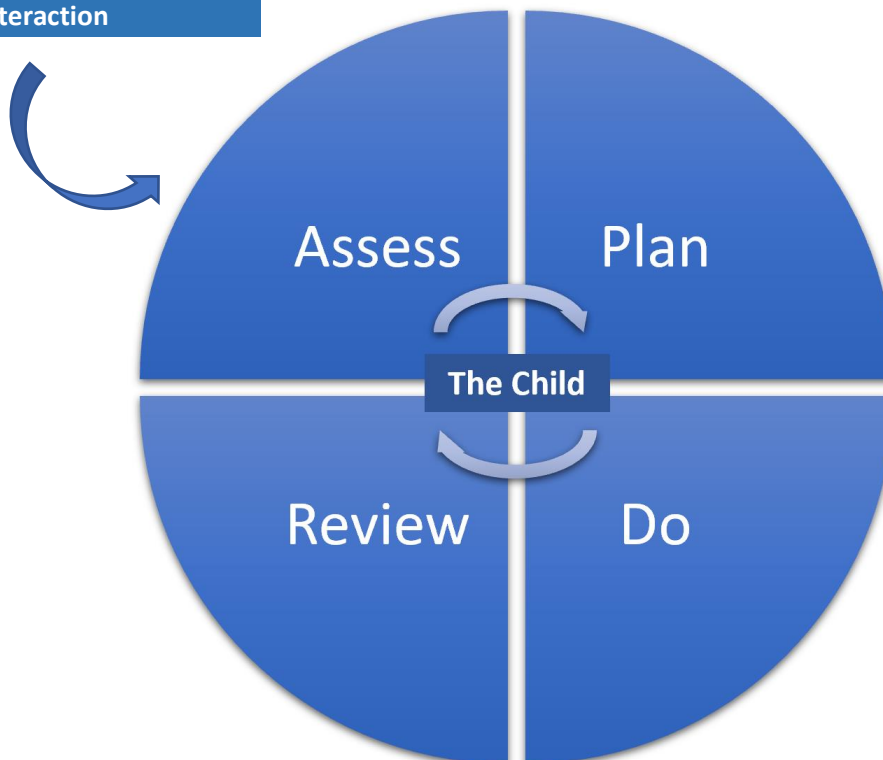 teraction
Assess
Plan
The Child
Review
Do